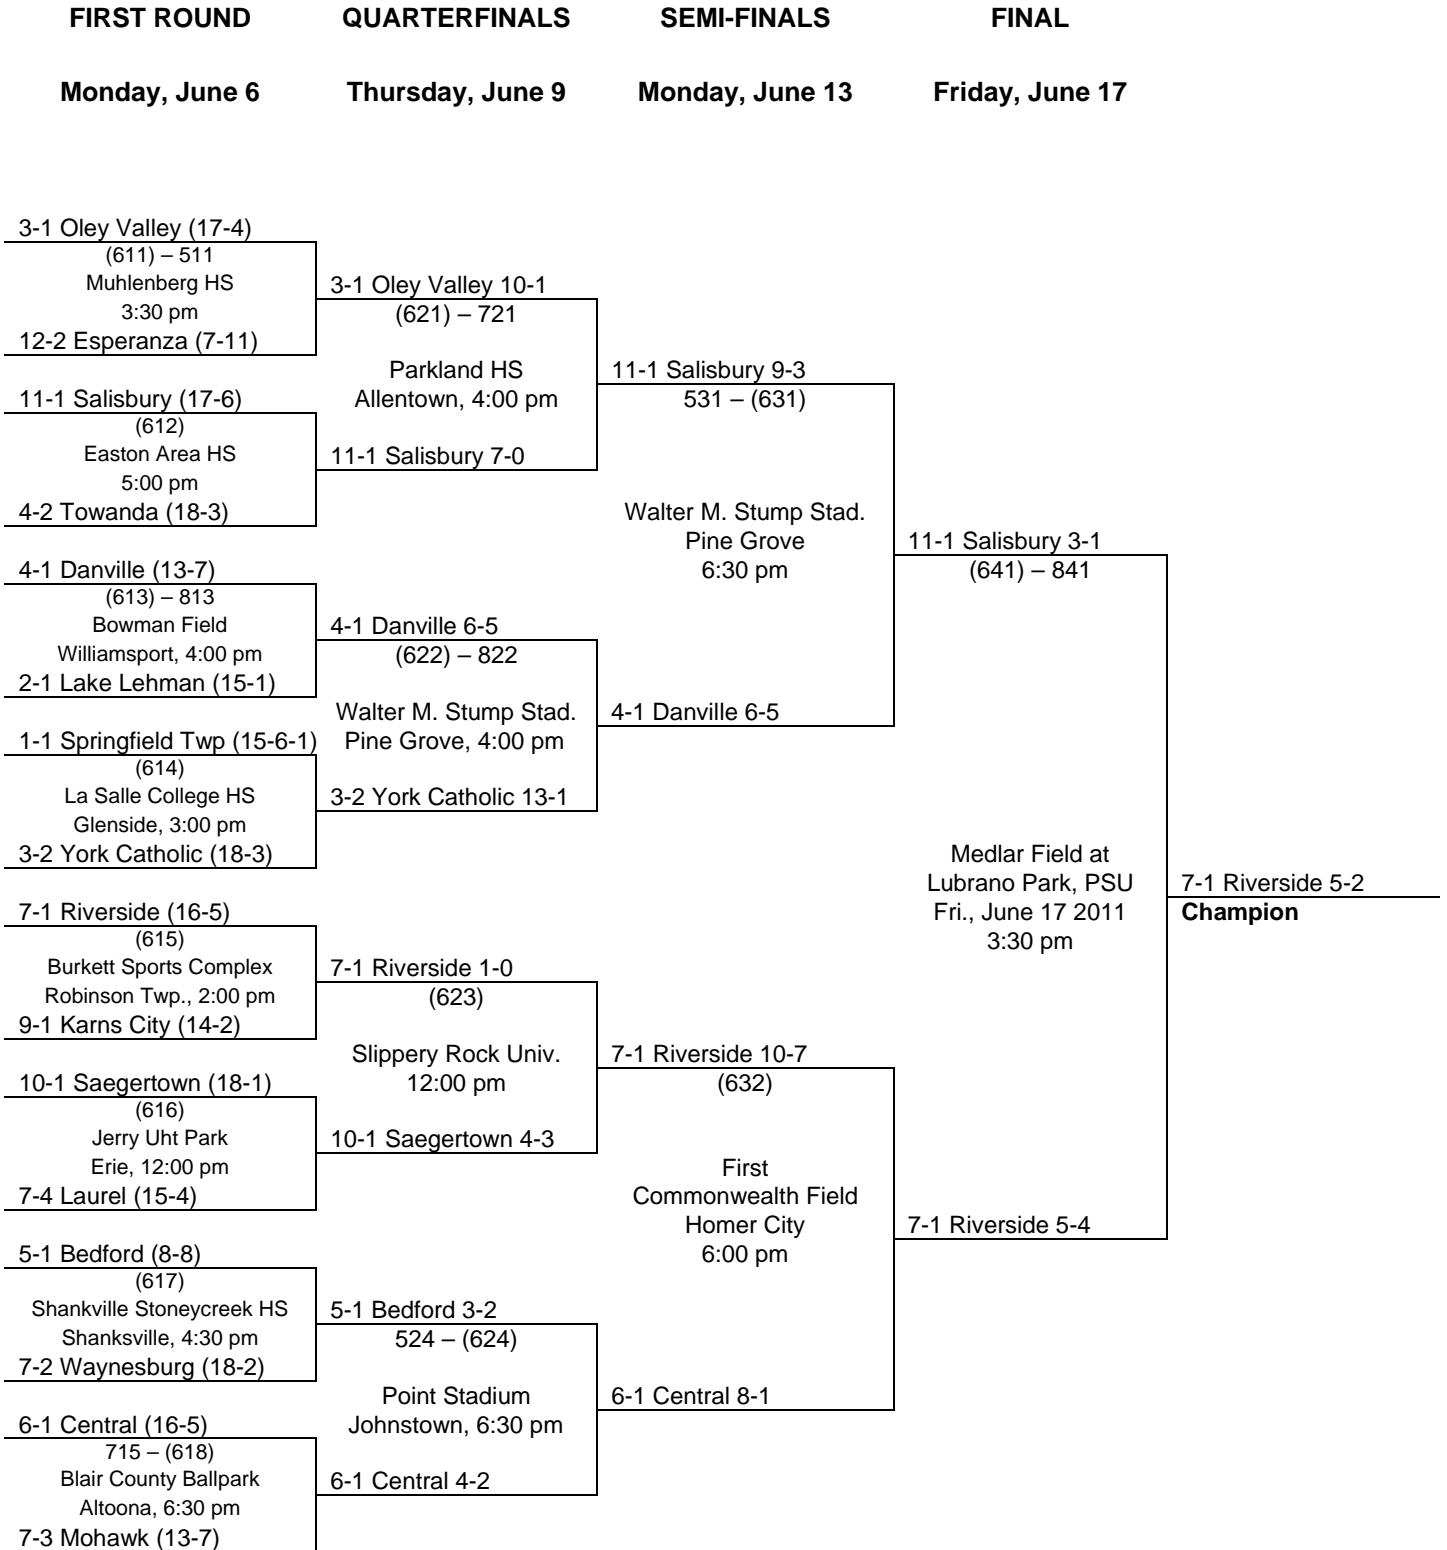 FIRST ROUND
QUARTERFINALS
SEMI-FINALS
FINAL
Monday, June 6
Thursday, June 9
Monday, June 13
Friday, June 17
3-1 Oley Valley (17-4)
(611) – 511
Muhlenberg HS
3:30 pm
12-2 Esperanza (7-11)
11-1 Salisbury (17-6)
(612)
Easton Area HS
5:00 pm
4-2 Towanda (18-3)
4-1 Danville (13-7)
(613) – 813
Bowman Field
Williamsport, 4:00 pm
2-1 Lake Lehman (15-1)
1-1 Springfield Twp (15-6-1)
(614)
La Salle College HS
Glenside, 3:00 pm
3-2 York Catholic (18-3)
7-1 Riverside (16-5)
(615)
Burkett Sports Complex
Robinson Twp., 2:00 pm
9-1 Karns City (14-2)
10-1 Saegertown (18-1)
(616)
Jerry Uht Park
Erie, 12:00 pm
7-4 Laurel (15-4)
5-1 Bedford (8-8)
(617)
Shankville Stoneycreek HS
Shanksville, 4:30 pm
7-2 Waynesburg (18-2)
6-1 Central (16-5)
715 – (618)
Blair County Ballpark
Altoona, 6:30 pm
7-3 Mohawk (13-7)
3-1 Oley Valley 10-1
(621) – 721
Parkland HS
Allentown, 4:00 pm
11-1 Salisbury 7-0
4-1 Danville 6-5
(622) – 822
Walter M. Stump Stad.
Pine Grove, 4:00 pm
3-2 York Catholic 13-1
7-1 Riverside 1-0
(623)
Slippery Rock Univ.
12:00 pm
10-1 Saegertown 4-3
5-1 Bedford 3-2
524 – (624)
Point Stadium
Johnstown, 6:30 pm
6-1 Central 4-2
11-1 Salisbury 9-3
531 – (631)
Walter M. Stump Stad.
Pine Grove
6:30 pm
4-1 Danville 6-5
7-1 Riverside 10-7
(632)
First
Commonwealth Field
Homer City
6:00 pm
6-1 Central 8-1
11-1 Salisbury 3-1
(641) – 841
Medlar Field at
Lubrano Park, PSU
Fri., June 17 2011
3:30 pm
7-1 Riverside 5-4
7-1 Riverside 5-2
Champion